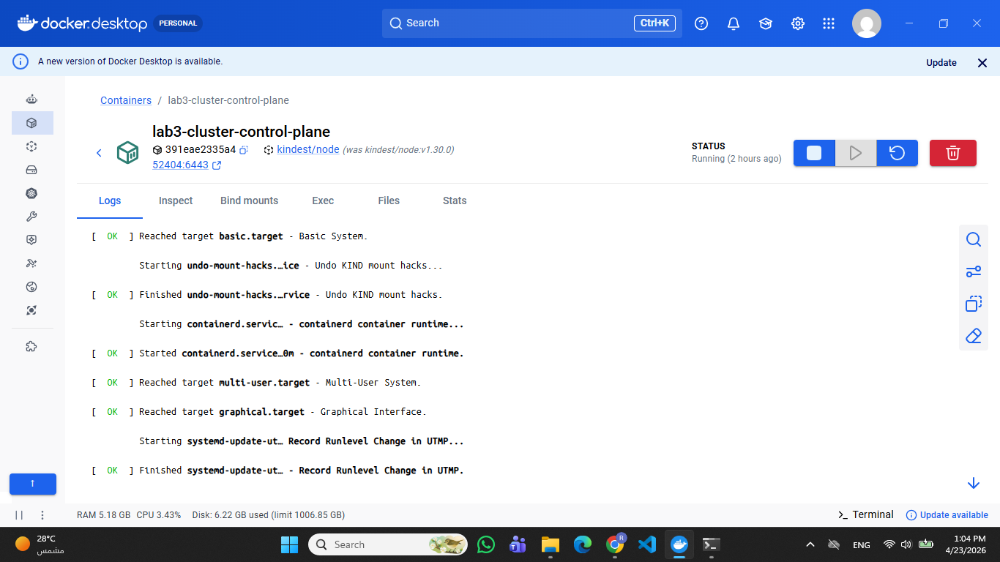 docker desktop PERSONAL
Search Ctrl+K
A new version of Docker Desktop is available.
Update
Containers / lab3-cluster-control-plane
lab3-cluster-control-plane
391eae2335a4 kindest/node (was kindest/node:v1.30.0)
52404:6443
STATUS
Running (2 hours ago)
Logs Inspect Bind mounts Exec Files Stats
[ OK ] Reached target basic.target - Basic System.
Starting undo-mount-hacks.…ice - Undo KIND mount hacks...
[ OK ] Finished undo-mount-hacks.…rvice - Undo KIND mount hacks.
Starting containerd.servic… - containerd container runtime...
[ OK ] Started containerd.service…0m - containerd container runtime.
[ OK ] Reached target multi-user.target - Multi-User System.
[ OK ] Reached target graphical.target - Graphical Interface.
Starting systemd-update-ut… Record Runlevel Change in UTMP...
[ OK ] Finished systemd-update-ut… - Record Runlevel Change in UTMP.
RAM 5.18 GB CPU 3.43% Disk: 6.22 GB used (limit 1006.85 GB)
Terminal
Update available
28°C
مشمس
Search
R
ENG
1:04 PM
4/23/2026